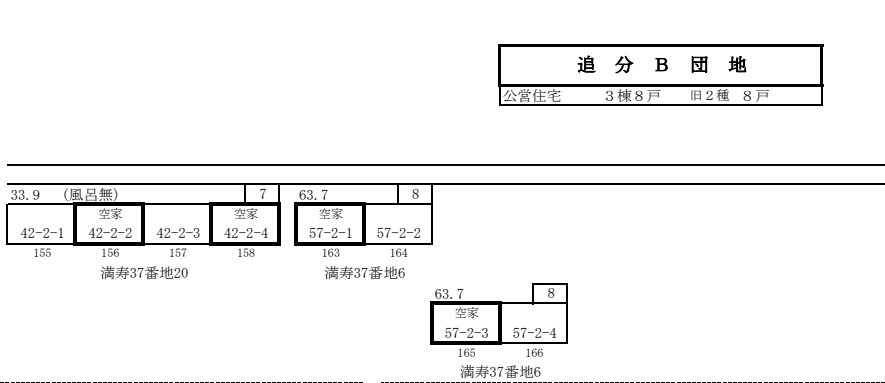 追分B団地
公営住宅 3棟8戸 旧2種 8戸
33.9 (風呂無) 7 63.7 8
空家 空家 空家
42-2-1 42-2-2 42-2-3 42-2-4 57-2-1 57-2-2
155 156 157 158 163 164
満寿37番地20 満寿37番地6
63.7 8
空家
57-2-3 57-2-4
165 166
満寿37番地6